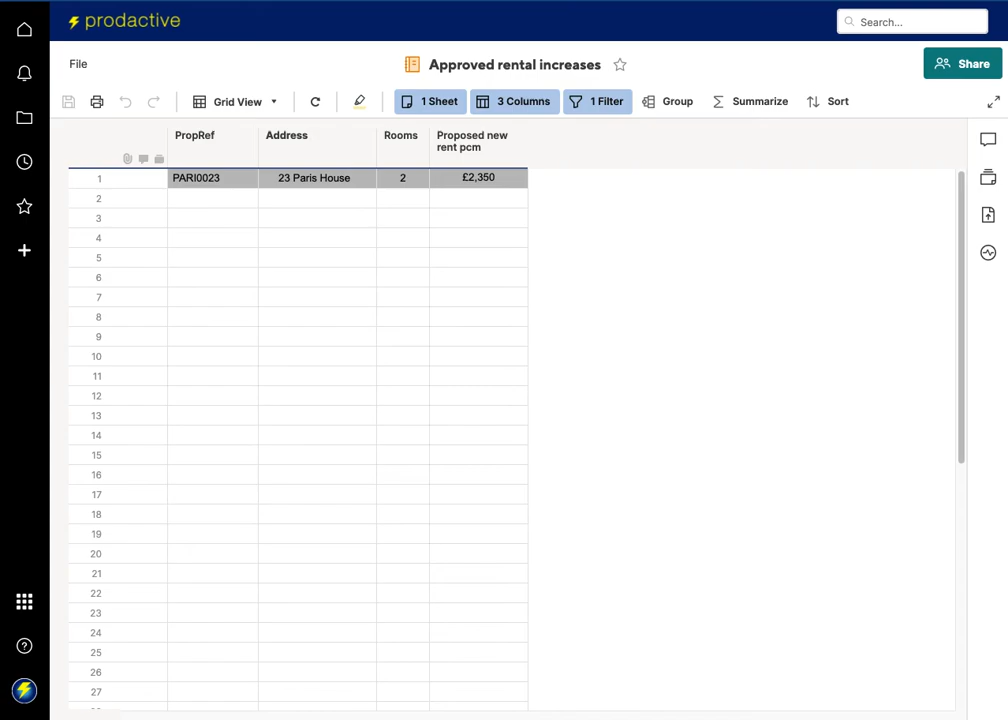 prodactive
Search...
File
Approved rental increases
Share
Grid View
1 Sheet
3 Columns
1 Filter
Group
Summarize
Sort
PropRef Address Rooms Proposed new
rent pcm
1 PARI0023 23 Paris House 2 £2,350
2
3
4
5
6
7
8
9
10
11
12
13
14
15
16
17
18
19
20
21
22
23
24
25
26
27